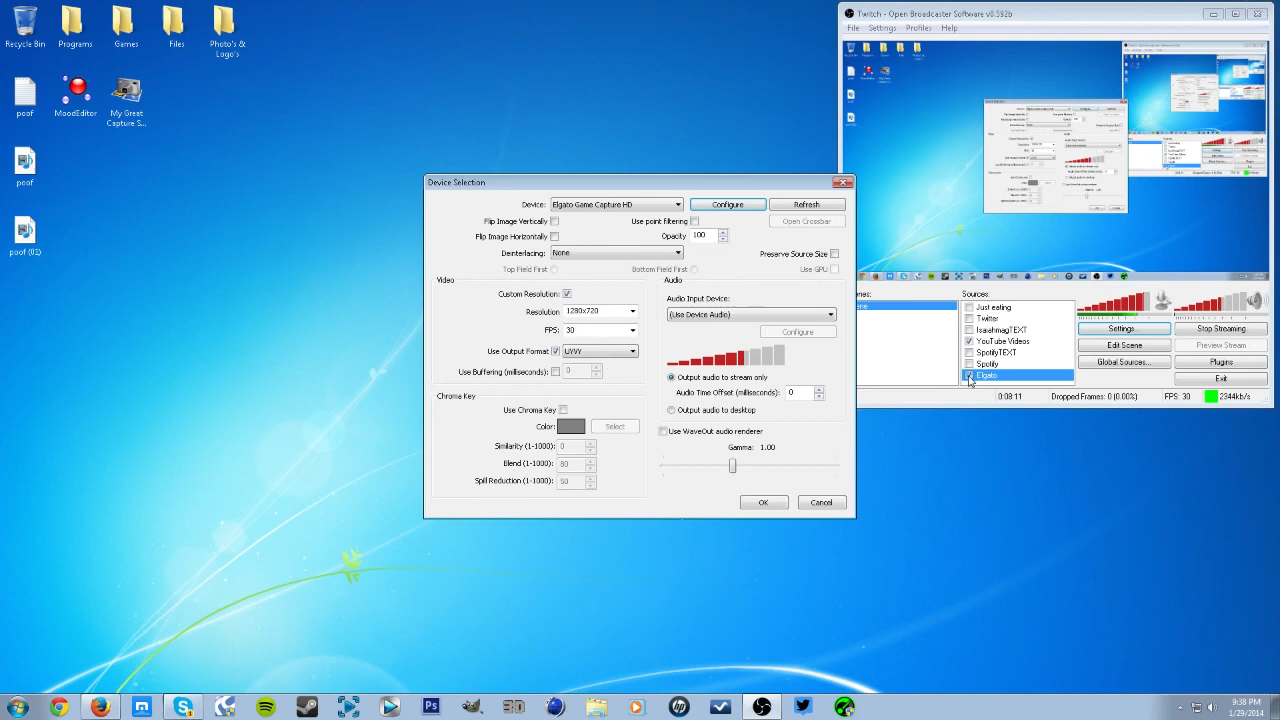 Recycle Bin
Programs
Games
Files
Photo's &
Logo's
poof
MoodEditor
My Great
Capture S...
poof
poof (01)
Twitch - Open Broadcaster Software v0.592b
File Settings Profiles Help
Device Selection
Device: Elgato Game Capture HD
Configure
Refresh
Flip Image
Use point filtering
Open Crossbar
Flip Image Horizontally
Opacity 100
Deinterlacing: None
Preserve Source Size
Top Field First
Bottom Field First
Use GPU
Video
Custom Resolution:
Resolution: 1280x720
30
Use Output Format: UYVY
Use Buffering (milliseconds): 0
Chroma Key
Use Chroma Key
Color:
Select
Similarity (1-1000): 0
Blend (1-1000): 80
Spill Reduction (1-1000): 50
Audio
Audio Input Device:
(Use Device Audio)
Configure
Output audio to stream only
Audio Time Offset (milliseconds): 0
Output audio to desktop
Use WaveOut audio renderer
Gamma: 1.00
OK
Cancel
Sources:
Just eating
Twitter
IsaiahmagTEXT
YouTube Videos
SpotifyTEXT
Spotify
Elgato
Settings...
Stop Streaming
Edit Scene
Preview Stream
Global Sources...
Plugins
Exit
0:08:11
Dropped Frames: 0 (0.00%)
FPS: 30
2344kb/s
9:38 PM
1/29/2014